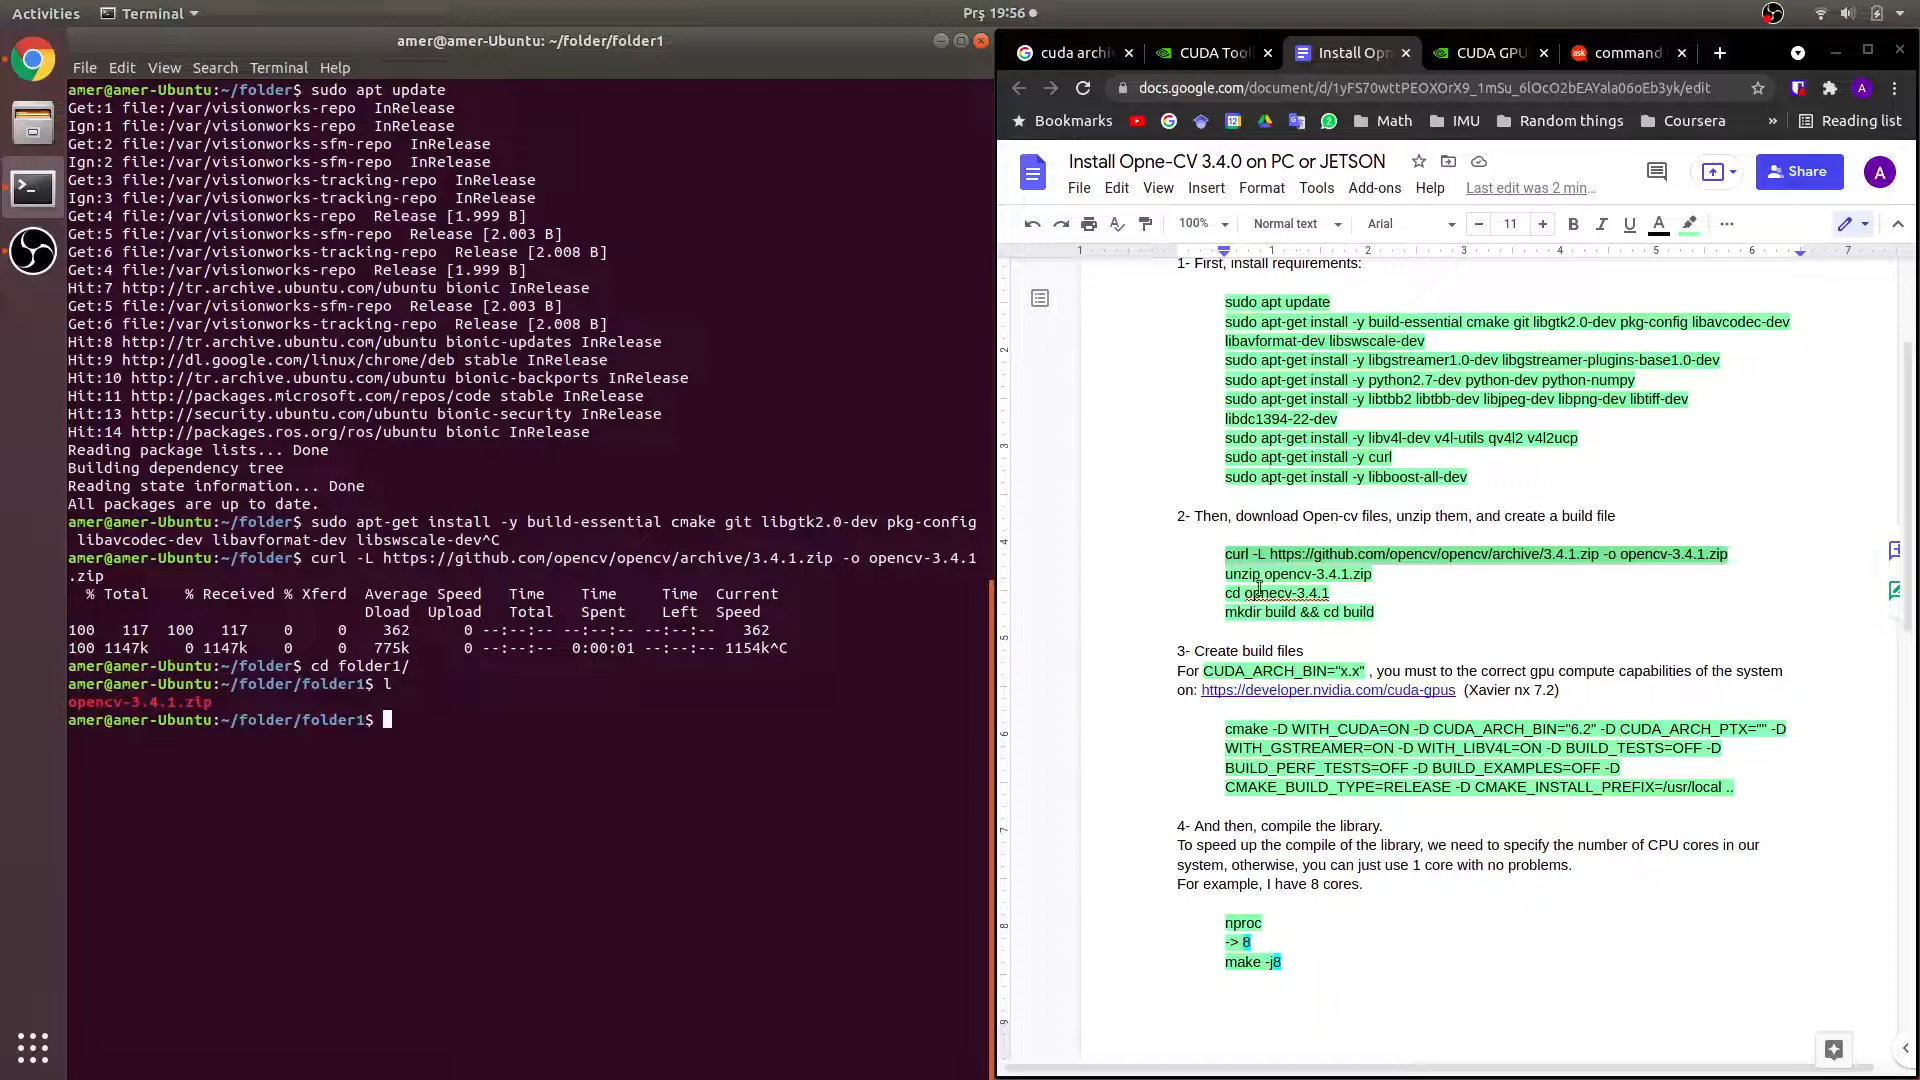 Activities
Terminal
Prş 19:56
amer@amer-Ubuntu: ~/folder/folder1
File Edit View Search Terminal Help
amer@amer-Ubuntu:~/folder$ sudo apt update
Get:1 file:/var/visionworks-repo  InRelease
Ign:1 file:/var/visionworks-repo  InRelease
Get:2 file:/var/visionworks-sfm-repo  InRelease
Ign:2 file:/var/visionworks-sfm-repo  InRelease
Get:3 file:/var/visionworks-tracking-repo  InRelease
Ign:3 file:/var/visionworks-tracking-repo  InRelease
Get:4 file:/var/visionworks-repo  Release [1.999 B]
Get:5 file:/var/visionworks-sfm-repo  Release [2.003 B]
Get:6 file:/var/visionworks-tracking-repo  Release [2.008 B]
Get:4 file:/var/visionworks-repo  Release [1.999 B]
Hit:7 http://tr.archive.ubuntu.com/ubuntu bionic InRelease
Get:5 file:/var/visionworks-sfm-repo  Release [2.003 B]
Get:6 file:/var/visionworks-tracking-repo  Release [2.008 B]
Hit:8 http://tr.archive.ubuntu.com/ubuntu bionic-updates InRelease
Hit:9 http://dl.google.com/linux/chrome/deb stable InRelease
Hit:10 http://tr.archive.ubuntu.com/ubuntu bionic-backports InRelease
Hit:11 http://packages.microsoft.com/repos/code stable InRelease
Hit:13 http://security.ubuntu.com/ubuntu bionic-security InRelease
Hit:14 http://packages.ros.org/ros/ubuntu bionic InRelease
Reading package lists... Done
Building dependency tree
Reading state information... Done
All packages are up to date.
amer@amer-Ubuntu:~/folder$ sudo apt-get install -y build-essential cmake git libgtk2.0-dev pkg-config
 libavcodec-dev libavformat-dev libswscale-dev^C
amer@amer-Ubuntu:~/folder$ curl -L https://github.com/opencv/opencv/archive/3.4.1.zip -o opencv-3.4.1
.zip
% Total % Received % Xferd Average Speed Time Time Time Current
Dload Upload Total Spent Left Speed
100 117 100 117 0 0 362 0 --:--:-- --:--:-- --:--:-- 362
100 1147k 0 1147k 0 0 775k 0 --:--:-- 0:00:01 --:--:-- 1154k^C
amer@amer-Ubuntu:~/folder$ cd folder1/
amer@amer-Ubuntu:~/folder/folder1$ l
opencv-3.4.1.zip
amer@amer-Ubuntu:~/folder/folder1$
cuda archi
CUDA Tool
Install Opn
CUDA GPU
ask command
docs.google.com/document/d/1yFS70wttPEOXOrX9_1mSu_6lOcO2bEAYala06oEb3yk/edit
A
Bookmarks
Math IMU Random things Coursera » Reading list
Install Opne-CV 3.4.0 on PC or JETSON
Share
A
File Edit View Insert Format Tools Add-ons Help Last edit was 2 min...
100% Normal text Arial 11 B I U A
1 1 2 3 4 5 6 7
1- First, install requirements:
sudo apt update
sudo apt-get install -y build-essential cmake git libgtk2.0-dev pkg-config libavcodec-dev
libavformat-dev libswscale-dev
sudo apt-get install -y libgstreamer1.0-dev libgstreamer-plugins-base1.0-dev
sudo apt-get install -y python2.7-dev python-dev python-numpy
sudo apt-get install -y libtbb2 libtbb-dev libjpeg-dev libpng-dev libtiff-dev
libdc1394-22-dev
sudo apt-get install -y libv4l-dev v4l-utils qv4l2 v4l2ucp
sudo apt-get install -y curl
sudo apt-get install -y libboost-all-dev
2- Then, download Open-cv files, unzip them, and create a build file
curl -L https://github.com/opencv/opencv/archive/3.4.1.zip -o opencv-3.4.1.zip
unzip opencv-3.4.1.zip
cd opnecv-3.4.1
mkdir build && cd build
3- Create build files
For CUDA_ARCH_BIN="x.x" , you must to the correct gpu compute capabilities of the system
on: https://developer.nvidia.com/cuda-gpus  (Xavier nx 7.2)
cmake -D WITH_CUDA=ON -D CUDA_ARCH_BIN="6.2" -D CUDA_ARCH_PTX="" -D
WITH_GSTREAMER=ON -D WITH_LIBV4L=ON -D BUILD_TESTS=OFF -D
BUILD_PERF_TESTS=OFF -D BUILD_EXAMPLES=OFF -D
CMAKE_BUILD_TYPE=RELEASE -D CMAKE_INSTALL_PREFIX=/usr/local ..
4- And then, compile the library.
To speed up the compile of the library, we need to specify the number of CPU cores in our
system, otherwise, you can just use 1 core with no problems.
For example, I have 8 cores.
nproc
-> 8
make -j8